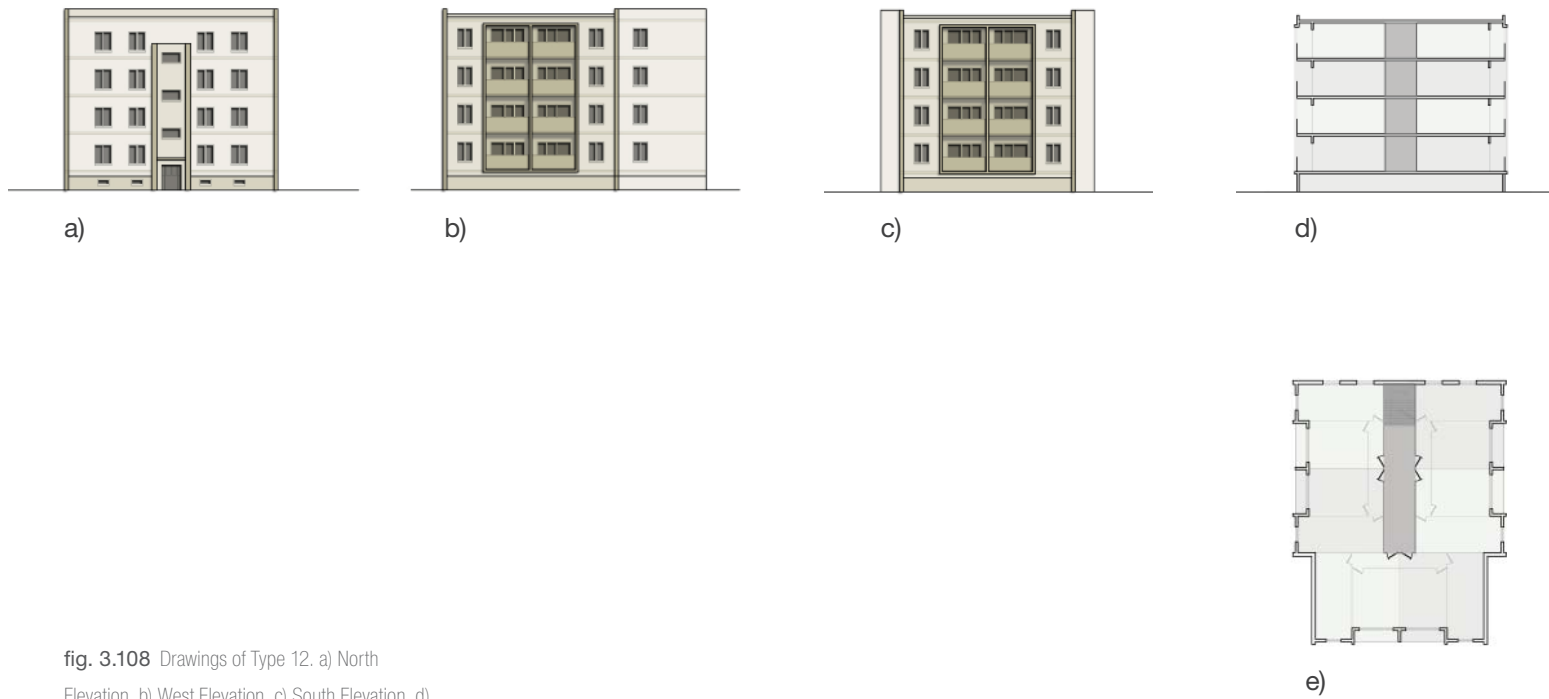 a)
b)
c)
d)
e)
fig. 3.108 Drawings of Type 12. a) North
Elevation, b) West Elevation, c) South Elevation, d)